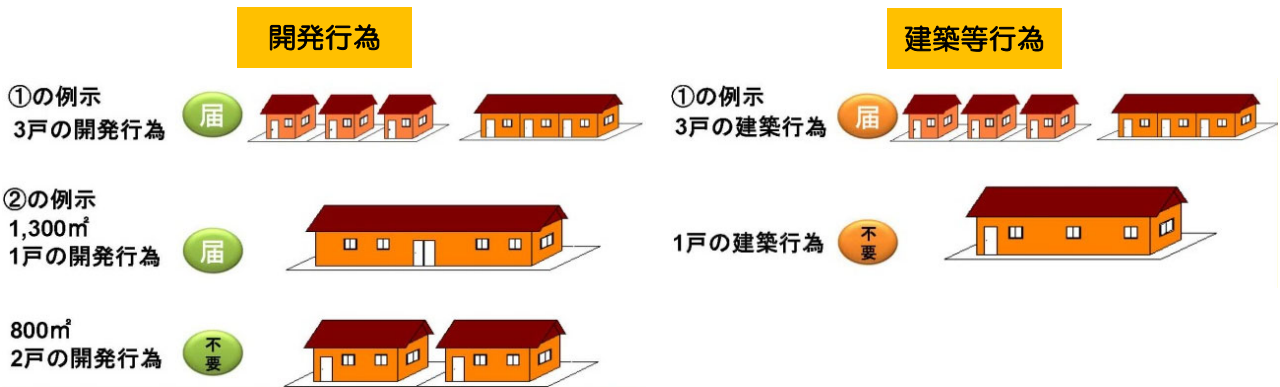 開発行為
①の例示
3戸の開発行為
届
②の例示
1,300㎡
1戸の開発行為
届
800㎡
2戸の開発行為
不
要
建築等行為
①の例示
3戸の建築行為
届
1戸の建築行為
不
要